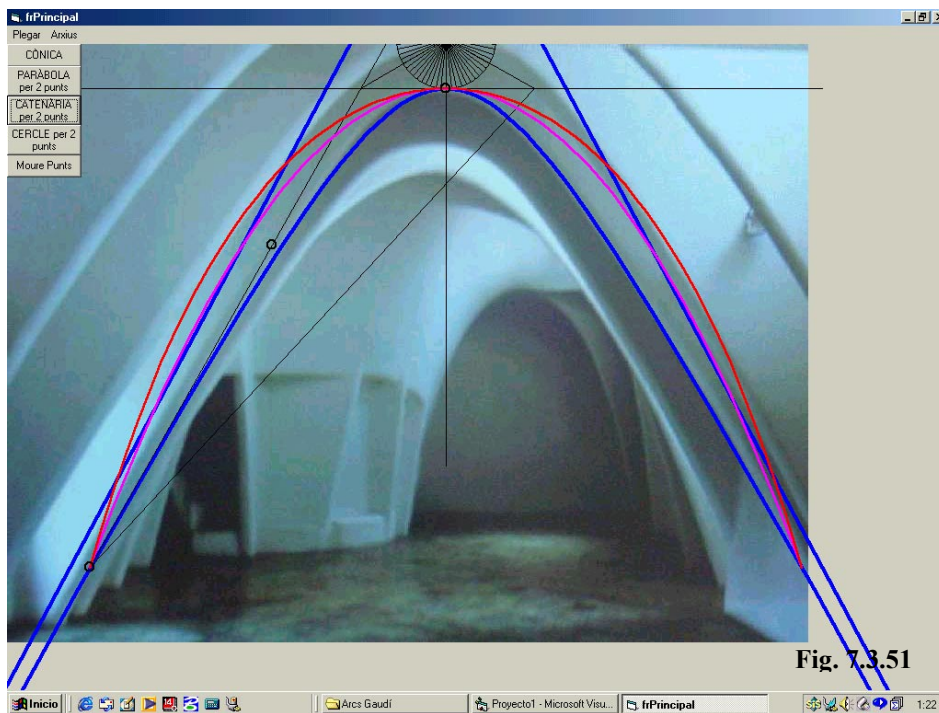 frPrincipal
Plegar Arxius
CÒNICA
PARÀBOLA
per 2 punts
CATENÀRIA
per 2 punts
CERCLE per 2
punts
Moure Punts
Fig. 7.3.51
Inicio
Arcs Gaudí
Proyecto1 - Microsoft Visu...
frPrincipal
1:22